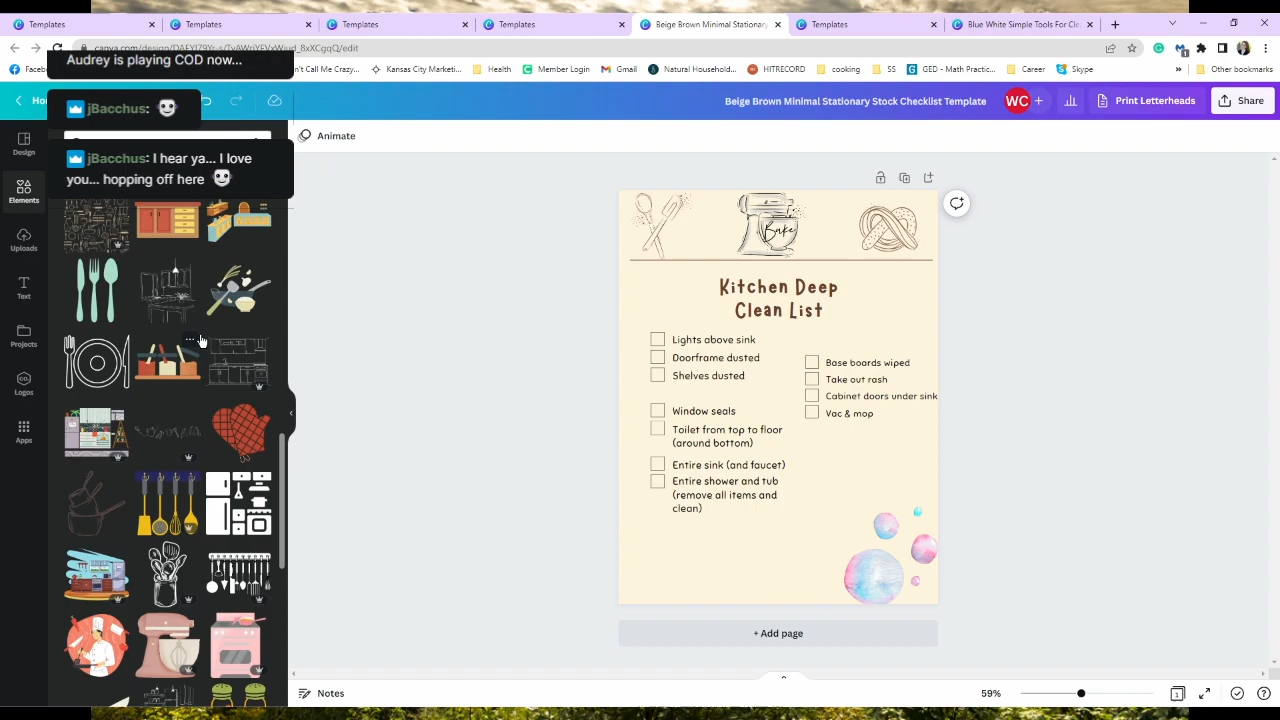 Templates
Templates
Templates
Templates
Beige Brown Minimal Stationary
Templates
Blue White Simple Tools For Cle
canva.com/design/
/edit
Faceb
n't Call Me Crazy...
Kansas City Marketi...
Health
Member Login
Gmail
Natural Household...
HITRECORD
cooking
SS
GED - Math Practic...
Career
Skype
Other bookmarks
Audrey is playing COD now...
jBacchus:
jBacchus: I hear ya... I love
you... hopping off here
Beige Brown Minimal Stationary Stock Checklist Template
WC
Print Letterheads
Share
Animate
Design
Elements
Uploads
Text
Projects
Logos
Apps
Bake
Kitchen Deep
Clean List
Lights above sink
Doorframe dusted
Shelves dusted
Window seals
Toilet from top to floor
(around bottom)
Entire sink (and faucet)
Entire shower and tub
(remove all items and
clean)
Base boards wiped
Take out rash
Cabinet doors under sink
Vac & mop
+ Add page
Notes
59%
1